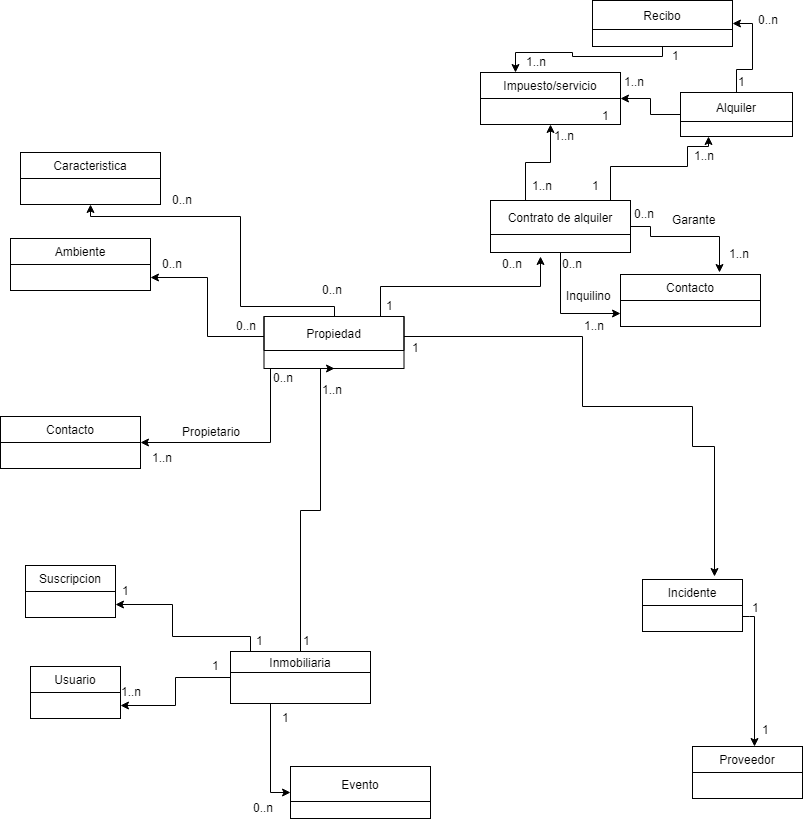 Recibo
0..n
1..n
1
Impuesto/servicio
1..n
1
1
Alquiler
1..n
1..n
Caracteristica
1..n
1
0..n
Contrato de alquiler
0..n
Garante
Ambiente
1..n
0..n
0..n
0..n
Contacto
0..n
Inquilino
1
0..n
1..n
Propiedad
1
0..n
1..n
Contacto
Propietario
1..n
Suscripcion
1
Incidente
1
1
1
Inmobiliaria
1
Usuario
1..n
1
1
Proveedor
Evento
0..n